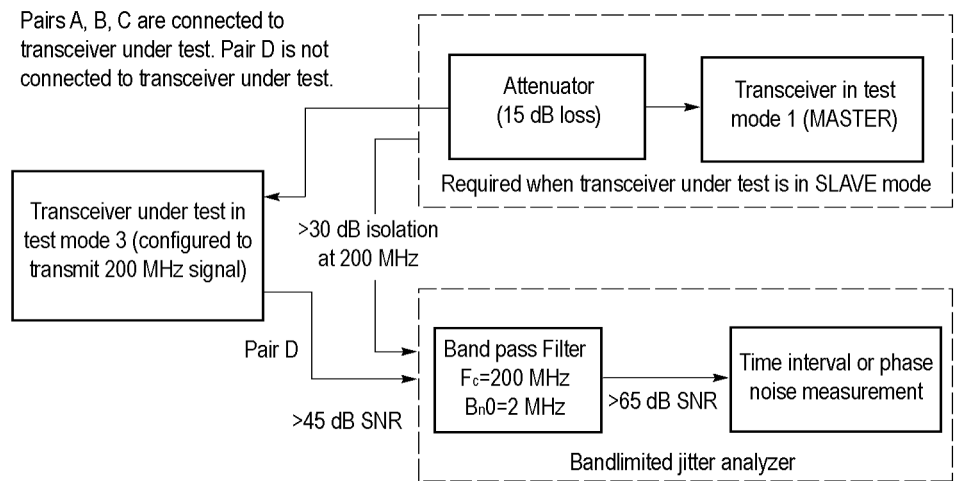 Pairs A, B, C are connected to
transceiver under test. Pair D is not
connected to transceiver under test.
Attenuator
(15 dB loss)
Transceiver in test
mode 1 (MASTER)
Required when transceiver under test is in SLAVE mode
Transceiver under test in
test mode 3 (configured to
transmit 200 MHz signal)
>30 dB isolation
at 200 MHz
Pair D
>45 dB SNR
Band pass Filter
Fc=200 MHz
Bn0=2 MHz
>65 dB SNR
Time interval or phase
noise measurement
Bandlimited jitter analyzer